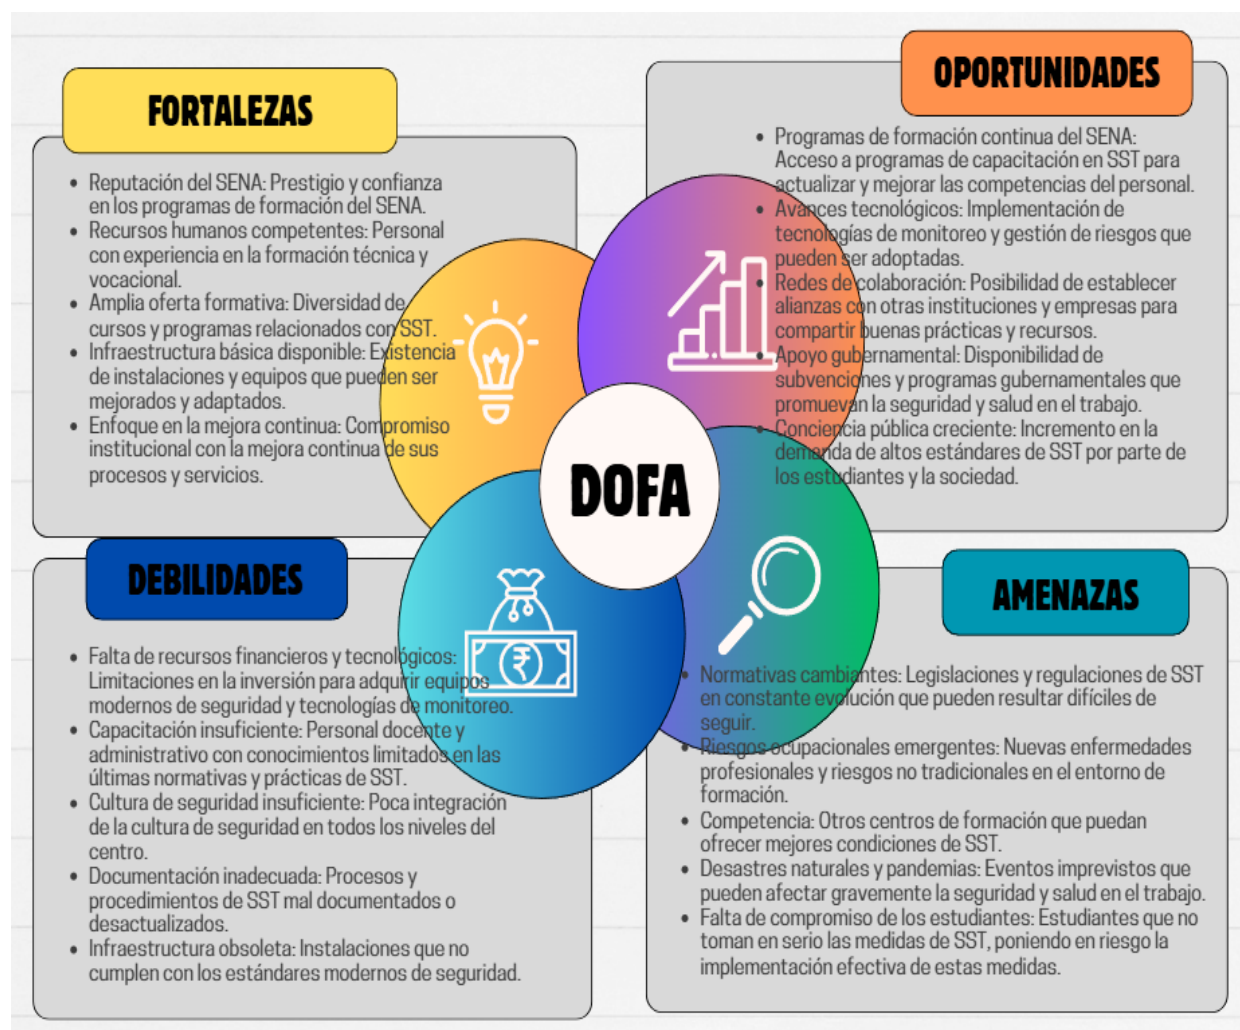 FORTALEZAS
• Reputación del SENA: Prestigio y confianza
en los programas de formación del SENA.
• Recursos humanos competentes: Personal
con experiencia en la formación técnica y
vocacional.
• Amplia oferta formativa: Diversidad de
cursos y programas relacionados con SST.
• Infraestructura básica disponible: Existencia
de instalaciones y equipos que pueden ser
mejorados y adaptados.
• Enfoque en la mejora continua: Compromiso
institucional con la mejora continua de sus
procesos y servicios.
OPORTUNIDADES
• Programas de formación continua del SENA:
Acceso a programas de capacitación en SST para
actualizar y mejorar las competencias del personal.
• Avances tecnológicos: Implementación de
tecnologías de monitoreo y gestión de riesgos que
pueden ser adoptadas.
• Redes de colaboración: Posibilidad de establecer
alianzas con otras instituciones y empresas para
compartir buenas prácticas y recursos.
• Apoyo gubernamental: Disponibilidad de
subvenciones y programas gubernamentales que
promuevan la seguridad y salud en el trabajo.
• Conciencia pública creciente: Incremento en la
demanda de altos estándares de SST por parte de
los estudiantes y la sociedad.
DOFA
DEBILIDADES
• Falta de recursos financieros y tecnológicos:
Limitaciones en la inversión para adquirir equipos
modernos de seguridad y tecnologías de monitoreo.
• Capacitación insuficiente: Personal docente y
administrativo con conocimientos limitados en las
últimas normativas y prácticas de SST.
• Cultura de seguridad insuficiente: Poca integración
de la cultura de seguridad en todos los niveles del
centro.
• Documentación inadecuada: Procesos y
procedimientos de SST mal documentados o
desactualizados.
• Infraestructura obsoleta: Instalaciones que no
cumplen con los estándares modernos de seguridad.
₹
AMENAZAS
• Normativas cambiantes: Legislaciones y regulaciones de SST
en constante evolución que pueden resultar difíciles de
seguir.
• Riesgos ocupacionales emergentes: Nuevas enfermedades
profesionales y riesgos no tradicionales en el entorno de
formación.
• Competencia: Otros centros de formación que puedan
ofrecer mejores condiciones de SST.
• Desastres naturales y pandemias: Eventos imprevistos que
pueden afectar gravemente la seguridad y salud en el trabajo.
• Falta de compromiso de los estudiantes: Estudiantes que no
toman en serio las medidas de SST, poniendo en riesgo la
implementación efectiva de estas medidas.